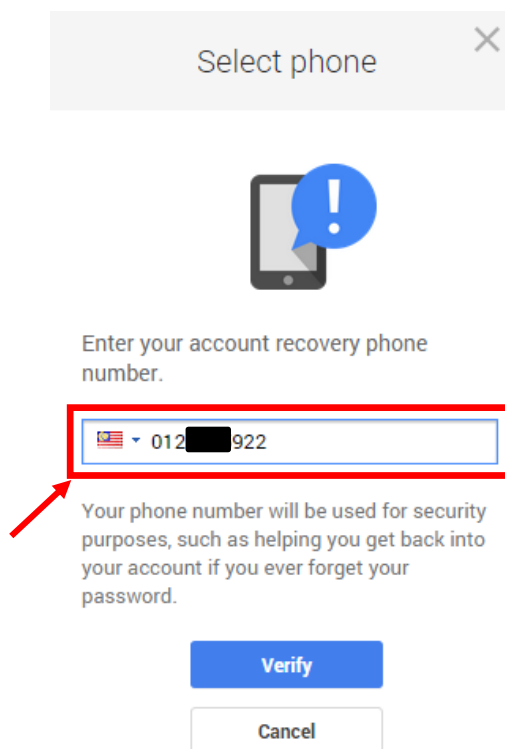 Select phone
Enter your account recovery phone
number.
012 922
Your phone number will be used for security
purposes, such as helping you get back into
your account if you ever forget your
password.
Verify
Cancel